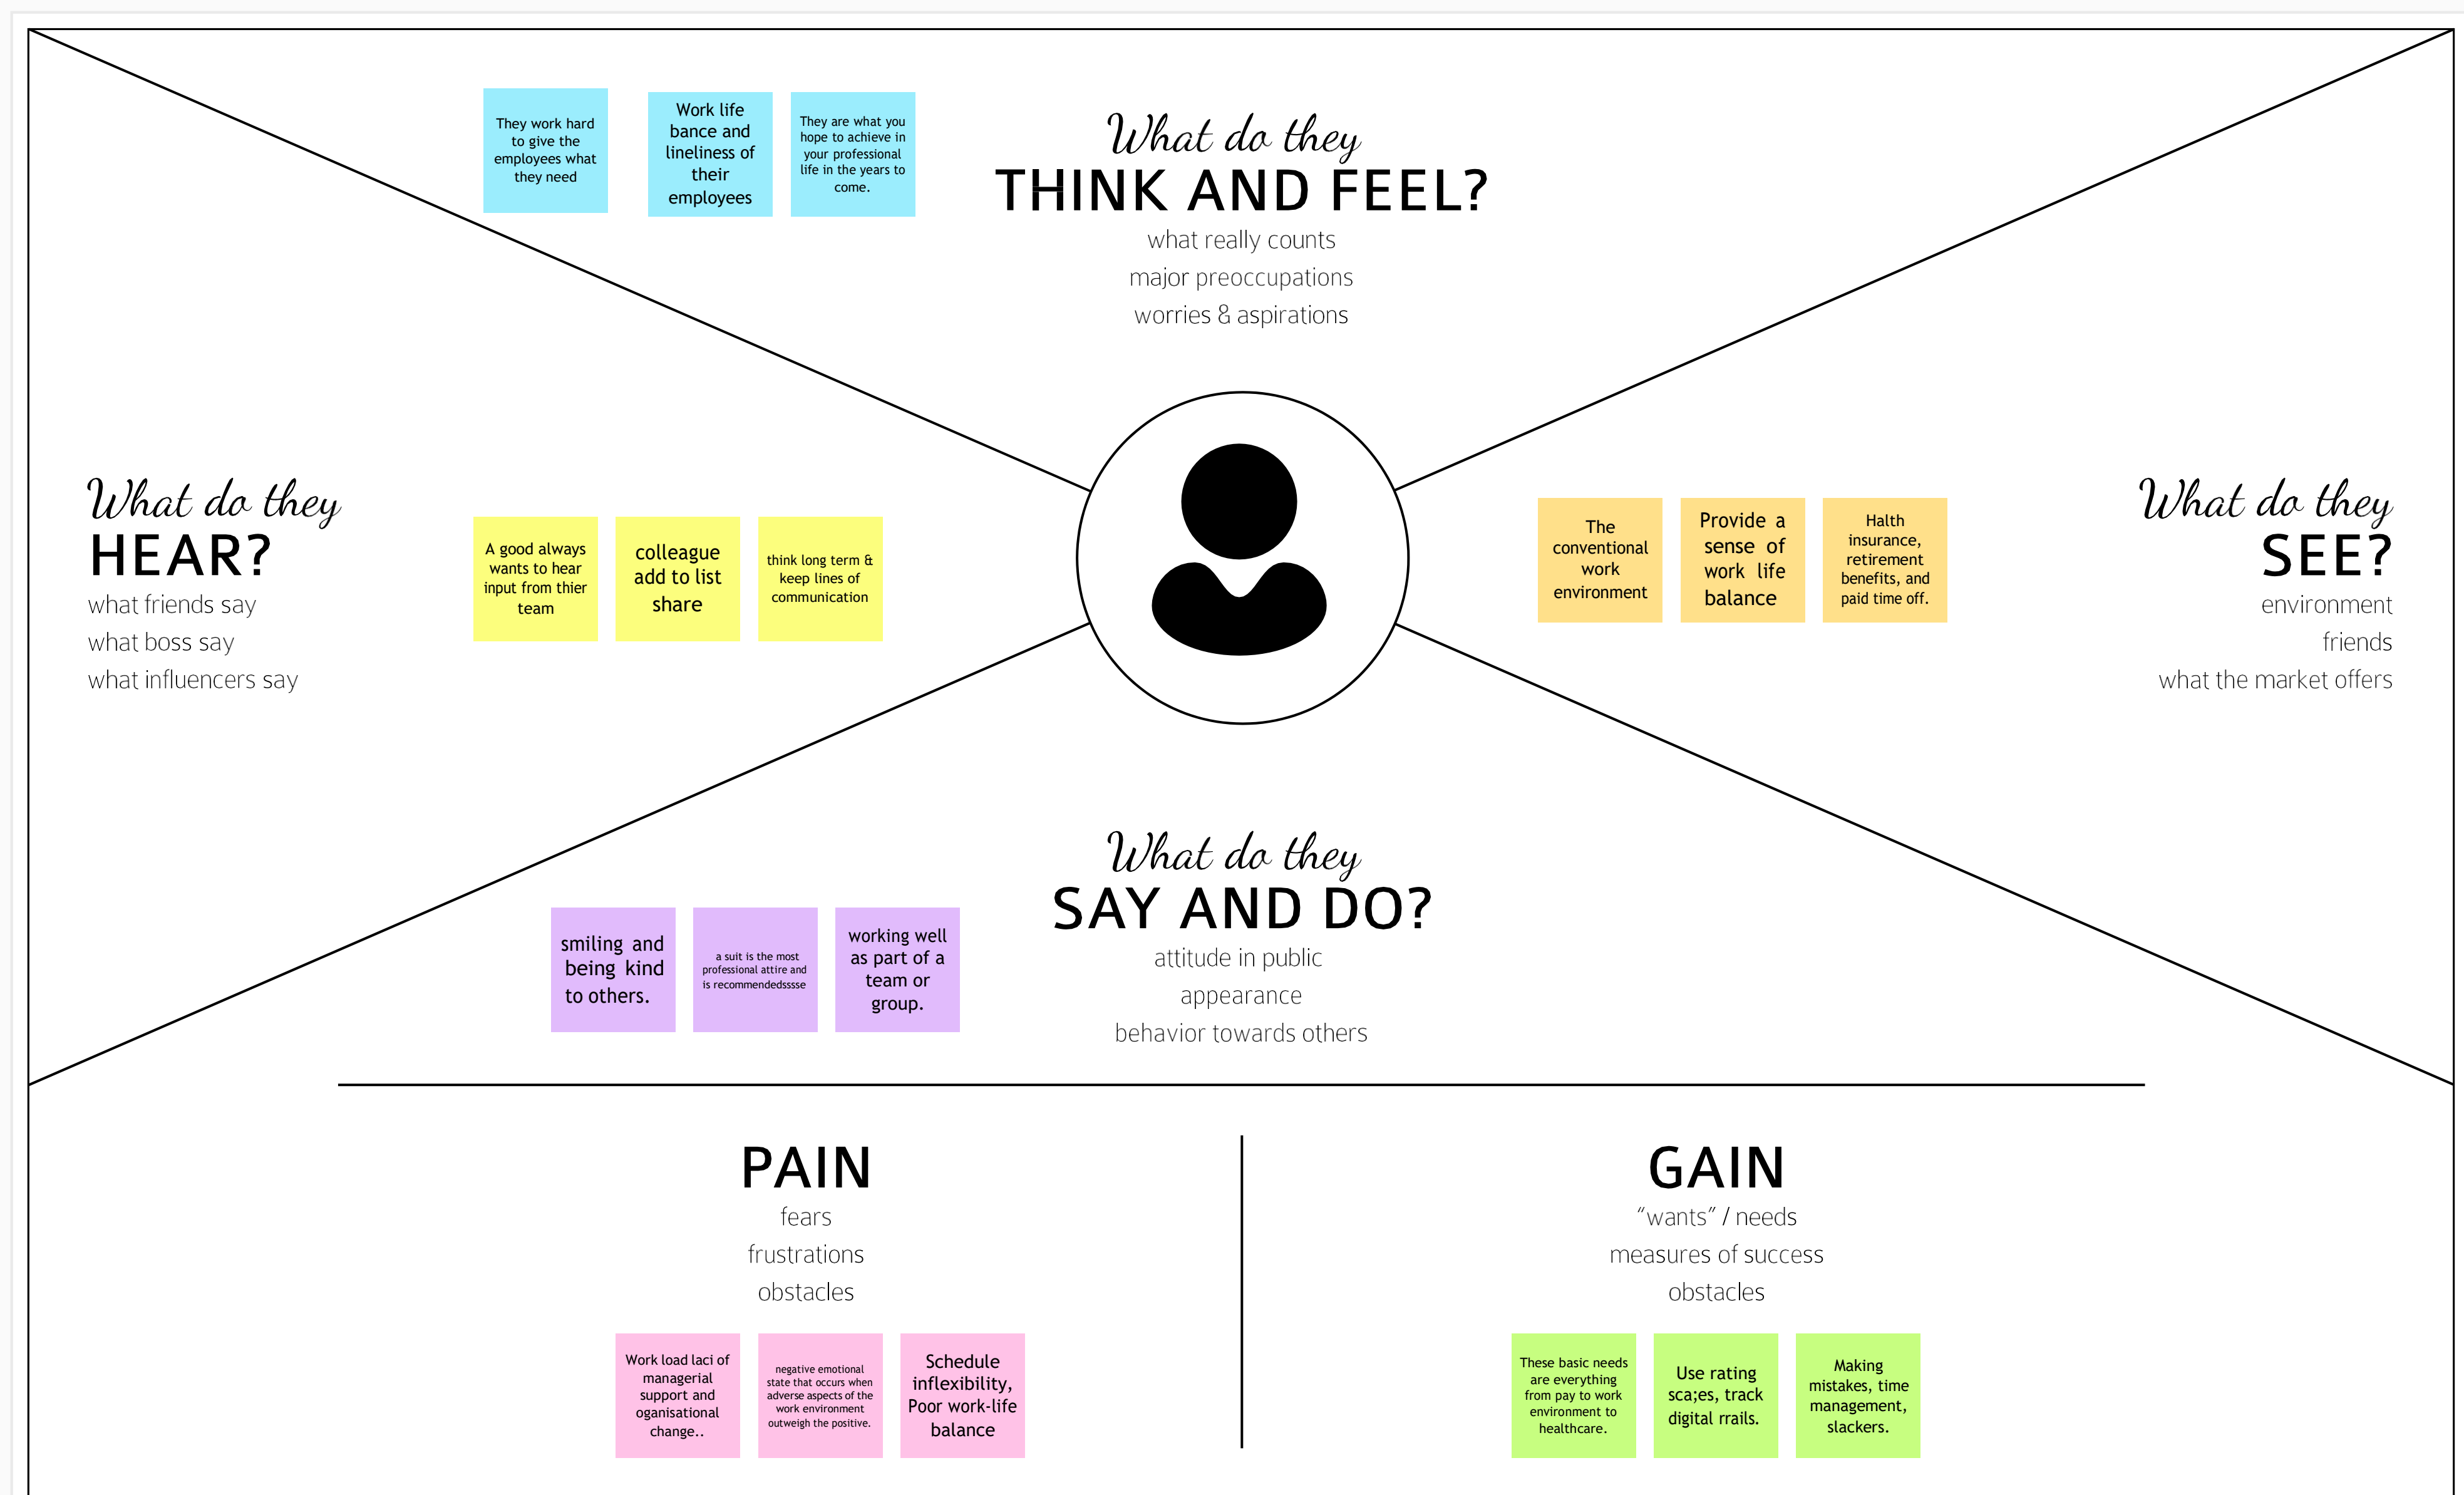 They work hard
to give the
employees what
they need
Work life
bance and
lineliness of
their
employees
They are what you
hope to achieve in
your professional
life in the years to
come.
What do they
THINK AND FEEL?
what really counts
major preoccupations
worries & aspirations
What do they
HEAR?
what friends say
what boss say
what influencers say
A good always
wants to hear
input from thier
team
colleague
add to list
share
think long term &
keep lines of
communication
The
conventional
work
environment
Provide a
sense of
work life
balance
Halth
insurance,
retirement
benefits, and
paid time off.
What do they
SEE?
environment
friends
what the market offers
What do they
SAY AND DO?
attitude in public
appearance
behavior towards others
smiling and
being kind
to others.
a suit is the most
professional attire and
is recommendedsssse
working well
as part of a
team or
group.
PAIN
fears
frustrations
obstacles
Work load laci of
managerial
support and
oganisational
change..
negative emotional
state that occurs when
adverse aspects of the
work environment
outweigh the positive.
Schedule
inflexibility,
Poor work-life
balance
GAIN
“wants” / needs
measures of success
obstacles
These basic needs
are everything
from pay to work
environment to
healthcare.
Use rating
sca;es, track
digital rrails.
Making
mistakes, time
management,
slackers.